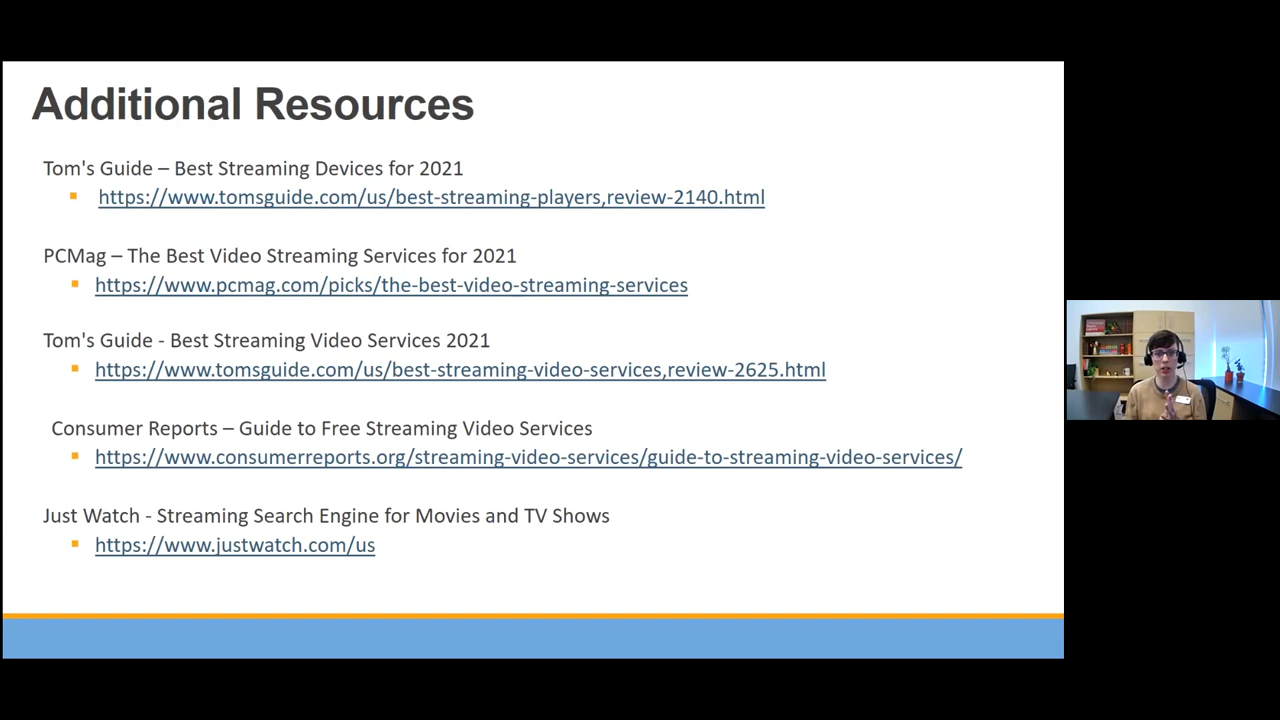 Additional Resources
Tom's Guide – Best Streaming Devices for 2021
https://www.tomsguide.com/us/best-streaming-players,review-2140.html
PCMag – The Best Video Streaming Services for 2021
https://www.pcmag.com/picks/the-best-video-streaming-services
Tom's Guide - Best Streaming Video Services 2021
https://www.tomsguide.com/us/best-streaming-video-services,review-2625.html
Consumer Reports – Guide to Free Streaming Video Services
https://www.consumerreports.org/streaming-video-services/guide-to-streaming-video-services/
Just Watch - Streaming Search Engine for Movies and TV Shows
https://www.justwatch.com/us